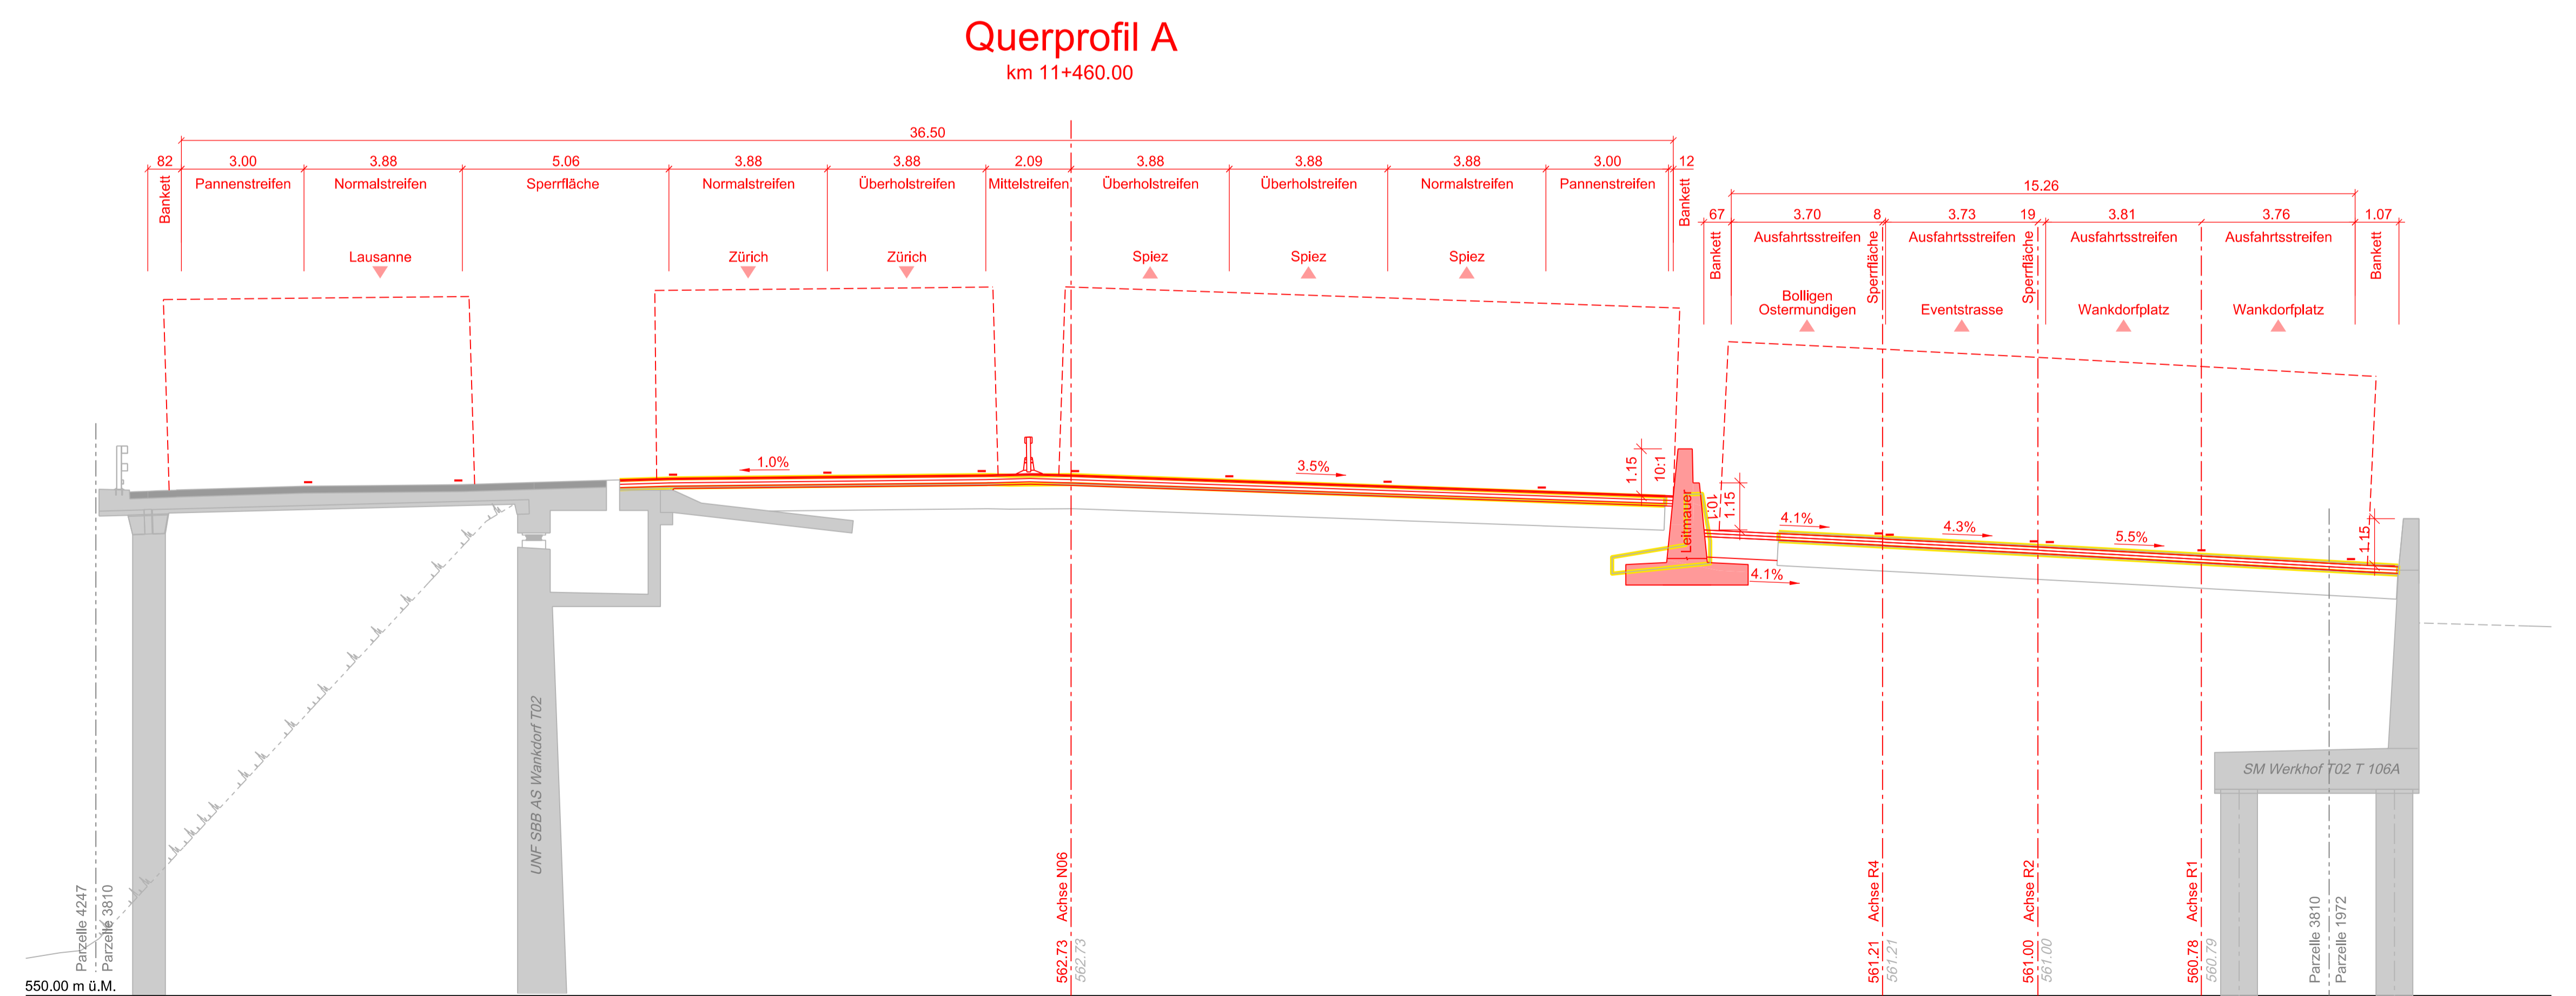 Querprofil A
km 11+460.00
36.50
82 3.00 3.88 5.06 3.88 3.88 2.09 3.88 3.88 3.88 3.00 12
Bankett Pannenstreifen Normalstreifen Sperrfläche Normalstreifen Überholstreifen Mittelstreifen Überholstreifen Überholstreifen Normalstreifen Pannenstreifen Bankett
15.26
67 3.70 8 3.73 19 3.81 3.76 1.07
Bankett Ausfahrtsstreifen Sperrfläche Ausfahrtsstreifen Sperrfläche Ausfahrtsstreifen Ausfahrtsstreifen Bankett
Lausanne Zürich Zürich Spiez Spiez Spiez
Bolligen
Ostermundigen Eventstrasse Wankdorfplatz Wankdorfplatz
1.0% 3.5%
1.15 10:1
Leitmauer
10:1 1.15
4.1% 4.3% 5.5%
1.15
4.1%
UNF SBB AS Wankdorf T02
SM Werkhof T02 T 106A
Parzelle 4247
Parzelle 3810
562.73 Achse N06
562.73
561.21 Achse R4
561.21
561.00 Achse R2
561.00
560.78 Achse R1
560.79
Parzelle 3810
Parzelle 1972
550.00 m ü.M.